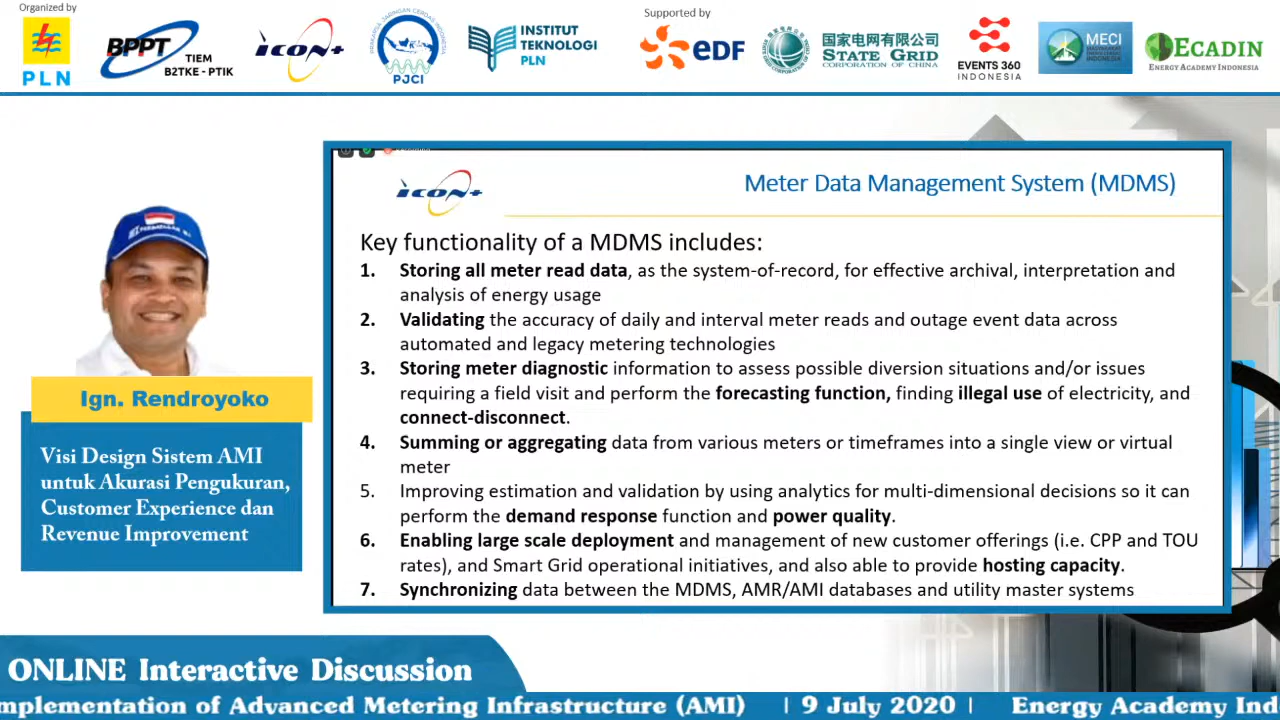 Organized by
Supported by
PLN
BPPT
TIEM
B2TKE - PTIK
icon+
PRAKARSA JARINGAN CERDAS INDONESIA
PJCI
INSTITUT
TEKNOLOGI
PLN
eDF
国家电网有限公司
STATE GRID
CORPORATION OF CHINA
EVENTS 360
INDONESIA
MECI
ECADIN
ENERGY ACADEMY INDONESIA
icon+
Meter Data Management System (MDMS)
Key functionality of a MDMS includes:
1. Storing all meter read data, as the system-of-record, for effective archival, interpretation and
analysis of energy usage
2. Validating the accuracy of daily and interval meter reads and outage event data across
automated and legacy metering technologies
3. Storing meter diagnostic information to assess possible diversion situations and/or issues
requiring a field visit and perform the forecasting function, finding illegal use of electricity, and
connect-disconnect.
4. Summing or aggregating data from various meters or timeframes into a single view or virtual
meter
5. Improving estimation and validation by using analytics for multi-dimensional decisions so it can
perform the demand response function and power quality.
6. Enabling large scale deployment and management of new customer offerings (i.e. CPP and TOU
rates), and Smart Grid operational initiatives, and also able to provide hosting capacity.
7. Synchronizing data between the MDMS, AMR/AMI databases and utility master systems
Ign. Rendroyoko
Visi Design Sistem AMI
untuk Akurasi Pengukuran,
Customer Experience dan
Revenue Improvement
ONLINE Interactive Discussion
mplementation of Advanced Metering Infrastructure (AMI) | 9 July 2020 | Energy Academy Ind